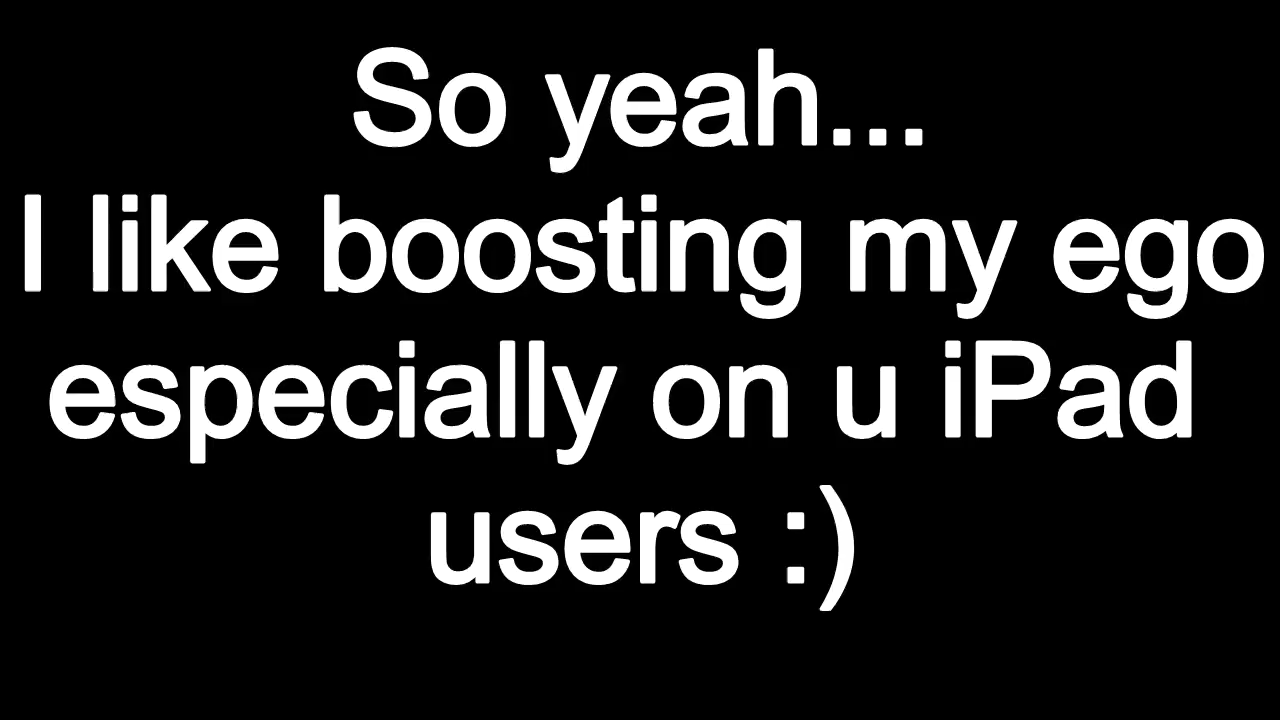 So yeah...
I like boosting my ego
especially on u iPad
users :)